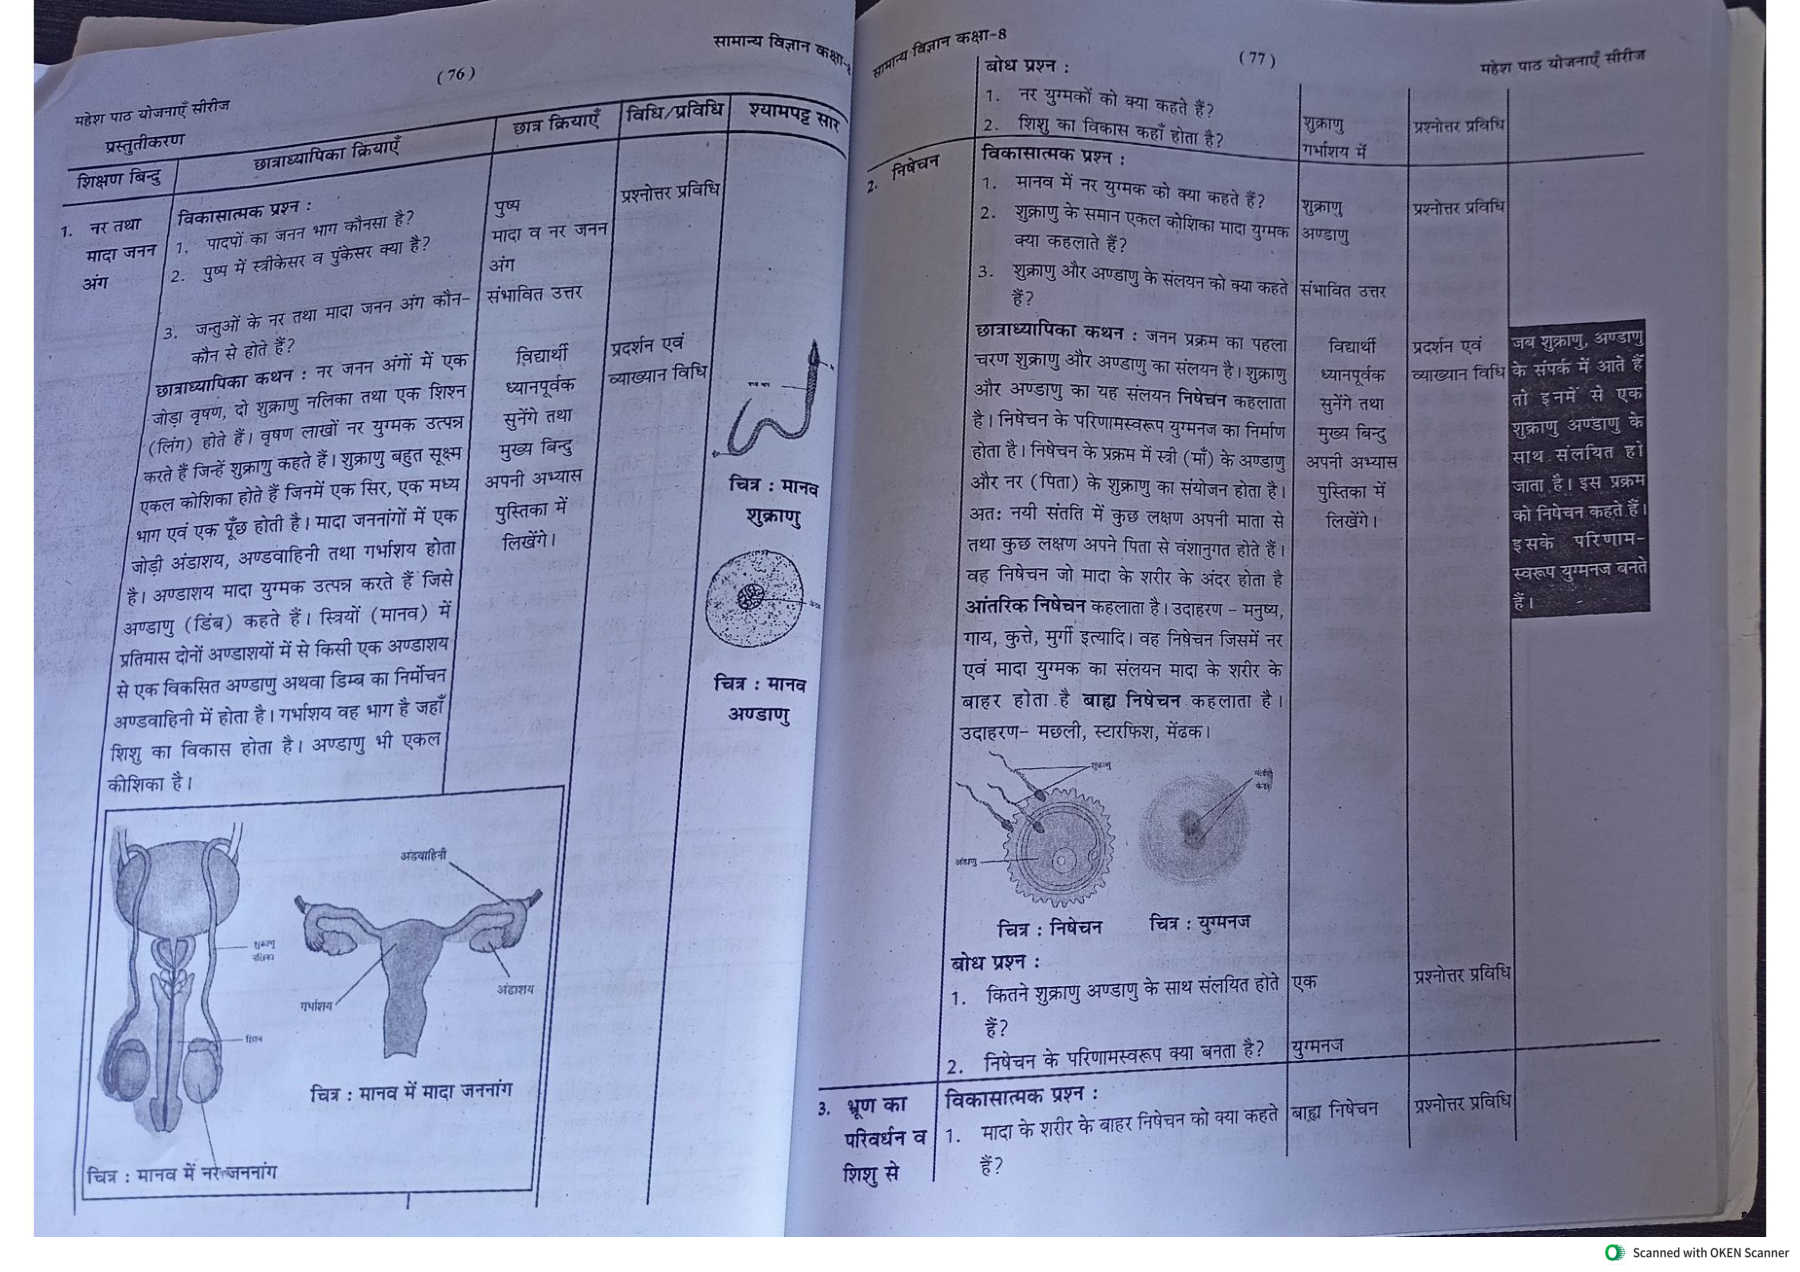 सामान्य विज्ञान कक्षा-8
(76)
महेश पाठ योजनाएँ सीरीज
प्रस्तुतीकरण
शिक्षण बिन्दु
छात्राध्यापिका क्रियाएँ
छात्र क्रियाएँ
विधि/प्रविधि
श्यामपट्ट सार
1. नर तथा
मादा जनन
अंग
विकासात्मक प्रश्न :
1. पादपों का जनन भाग कौनसा है?
2. पुष्प में स्त्रीकेसर व पुंकेसर क्या है?
3. जन्तुओं के नर तथा मादा जनन अंग कौन-
कौन से होते हैं?
छात्राध्यापिका कथन : नर जनन अंगों में एक
जोड़ा वृषण, दो शुक्राणु नलिका तथा एक शिश्न
(लिंग) होते हैं। वृषण लाखों नर युग्मक उत्पन्न
करते हैं जिन्हें शुक्राणु कहते हैं। शुक्राणु बहुत सूक्ष्म
एकल कोशिका होते हैं जिनमें एक सिर, एक मध्य
भाग एवं एक पूँछ होती है। मादा जननांगों में एक
जोड़ी अंडाशय, अण्डवाहिनी तथा गर्भाशय होता
है। अण्डाशय मादा युग्मक उत्पन्न करते हैं जिसे
अण्डाणु (डिंब) कहते हैं। स्त्रियों (मानव) में
प्रतिमास दोनों अण्डाशयों में से किसी एक अण्डाशय
से एक विकसित अण्डाणु अथवा डिम्ब का निर्मोचन
अण्डवाहिनी में होता है। गर्भाशय वह भाग है जहाँ
शिशु का विकास होता है। अण्डाणु भी एकल
कोशिका है।
पुष्प
मादा व नर जनन
अंग
संभावित उत्तर
विद्यार्थी
ध्यानपूर्वक
सुनेंगे तथा
मुख्य बिन्दु
अपनी अभ्यास
पुस्तिका में
लिखेंगे।
प्रश्नोत्तर प्रविधि
प्रदर्शन एवं
व्याख्यान विधि
चित्र : मानव
शुक्राणु
चित्र : मानव
अण्डाणु
शुक्राणु
नलिका
शिश्न
चित्र : मानव में नर जननांग
अंडवाहिनी
गर्भाशय
अंडाशय
चित्र : मानव में मादा जननांग
सामान्य विज्ञान कक्षा-8
(77)
महेश पाठ योजनाएँ सीरीज
बोध प्रश्न :
1. नर युग्मकों को क्या कहते हैं?
2. शिशु का विकास कहाँ होता है?
शुक्राणु
गर्भाशय में
प्रश्नोत्तर प्रविधि
2. निषेचन
विकासात्मक प्रश्न :
1. मानव में नर युग्मक को क्या कहते है?
2. शुक्राणु के समान एकल कोशिका मादा युग्मक
क्या कहलाते हैं?
3. शुक्राणु और अण्डाणु के संलयन को क्या कहते
हैं?
छात्राध्यापिका कथन : जनन प्रक्रम का पहला
चरण शुक्राणु और अण्डाणु का संलयन है। शुक्राणु
और अण्डाणु का यह संलयन निषेचन कहलाता
है। निषेचन के परिणामस्वरूप युग्मनज का निर्माण
होता है। निषेचन के प्रक्रम में स्त्री (माँ) के अण्डाणु
और नर (पिता) के शुक्राणु का संयोजन होता है।
अतः नयी संतति में कुछ लक्षण अपनी माता से
तथा कुछ लक्षण अपने पिता से वंशानुगत होते हैं।
वह निषेचन जो मादा के शरीर के अंदर होता है
आंतरिक निषेचन कहलाता है। उदाहरण – मनुष्य,
गाय, कुत्ते, मुर्गी इत्यादि। वह निषेचन जिसमें नर
एवं मादा युग्मक का संलयन मादा के शरीर के
बाहर होता है बाह्य निषेचन कहलाता है।
उदाहरण– मछली, स्टारफिश, मेंढक।
शुक्राणु
अण्डाणु
संभावित उत्तर
विद्यार्थी
ध्यानपूर्वक
सुनेंगे तथा
मुख्य बिन्दु
अपनी अभ्यास
पुस्तिका में
लिखेंगे।
प्रश्नोत्तर प्रविधि
प्रदर्शन एवं
व्याख्यान विधि
जब शुक्राणु, अण्डाणु
के संपर्क में आते हैं
तो इनमें से एक
शुक्राणु अण्डाणु के
साथ संलयित हो
जाता है। इस प्रक्रम
को निषेचन कहते हैं।
इसके परिणाम-
स्वरूप युग्मनज बनते
हैं।
शुक्राणु
अंडाणु
चित्र : निषेचन
चित्र : युग्मनज
बोध प्रश्न :
1. कितने शुक्राणु अण्डाणु के साथ संलयित होते
हैं?
2. निषेचन के परिणामस्वरूप क्या बनता है?
एक
युग्मनज
प्रश्नोत्तर प्रविधि
3. भ्रूण का
परिवर्धन व
शिशु से
विकासात्मक प्रश्न :
1. मादा के शरीर के बाहर निषेचन को क्या कहते
हैं?
बाह्य निषेचन
प्रश्नोत्तर प्रविधि
Scanned with OKEN Scanner